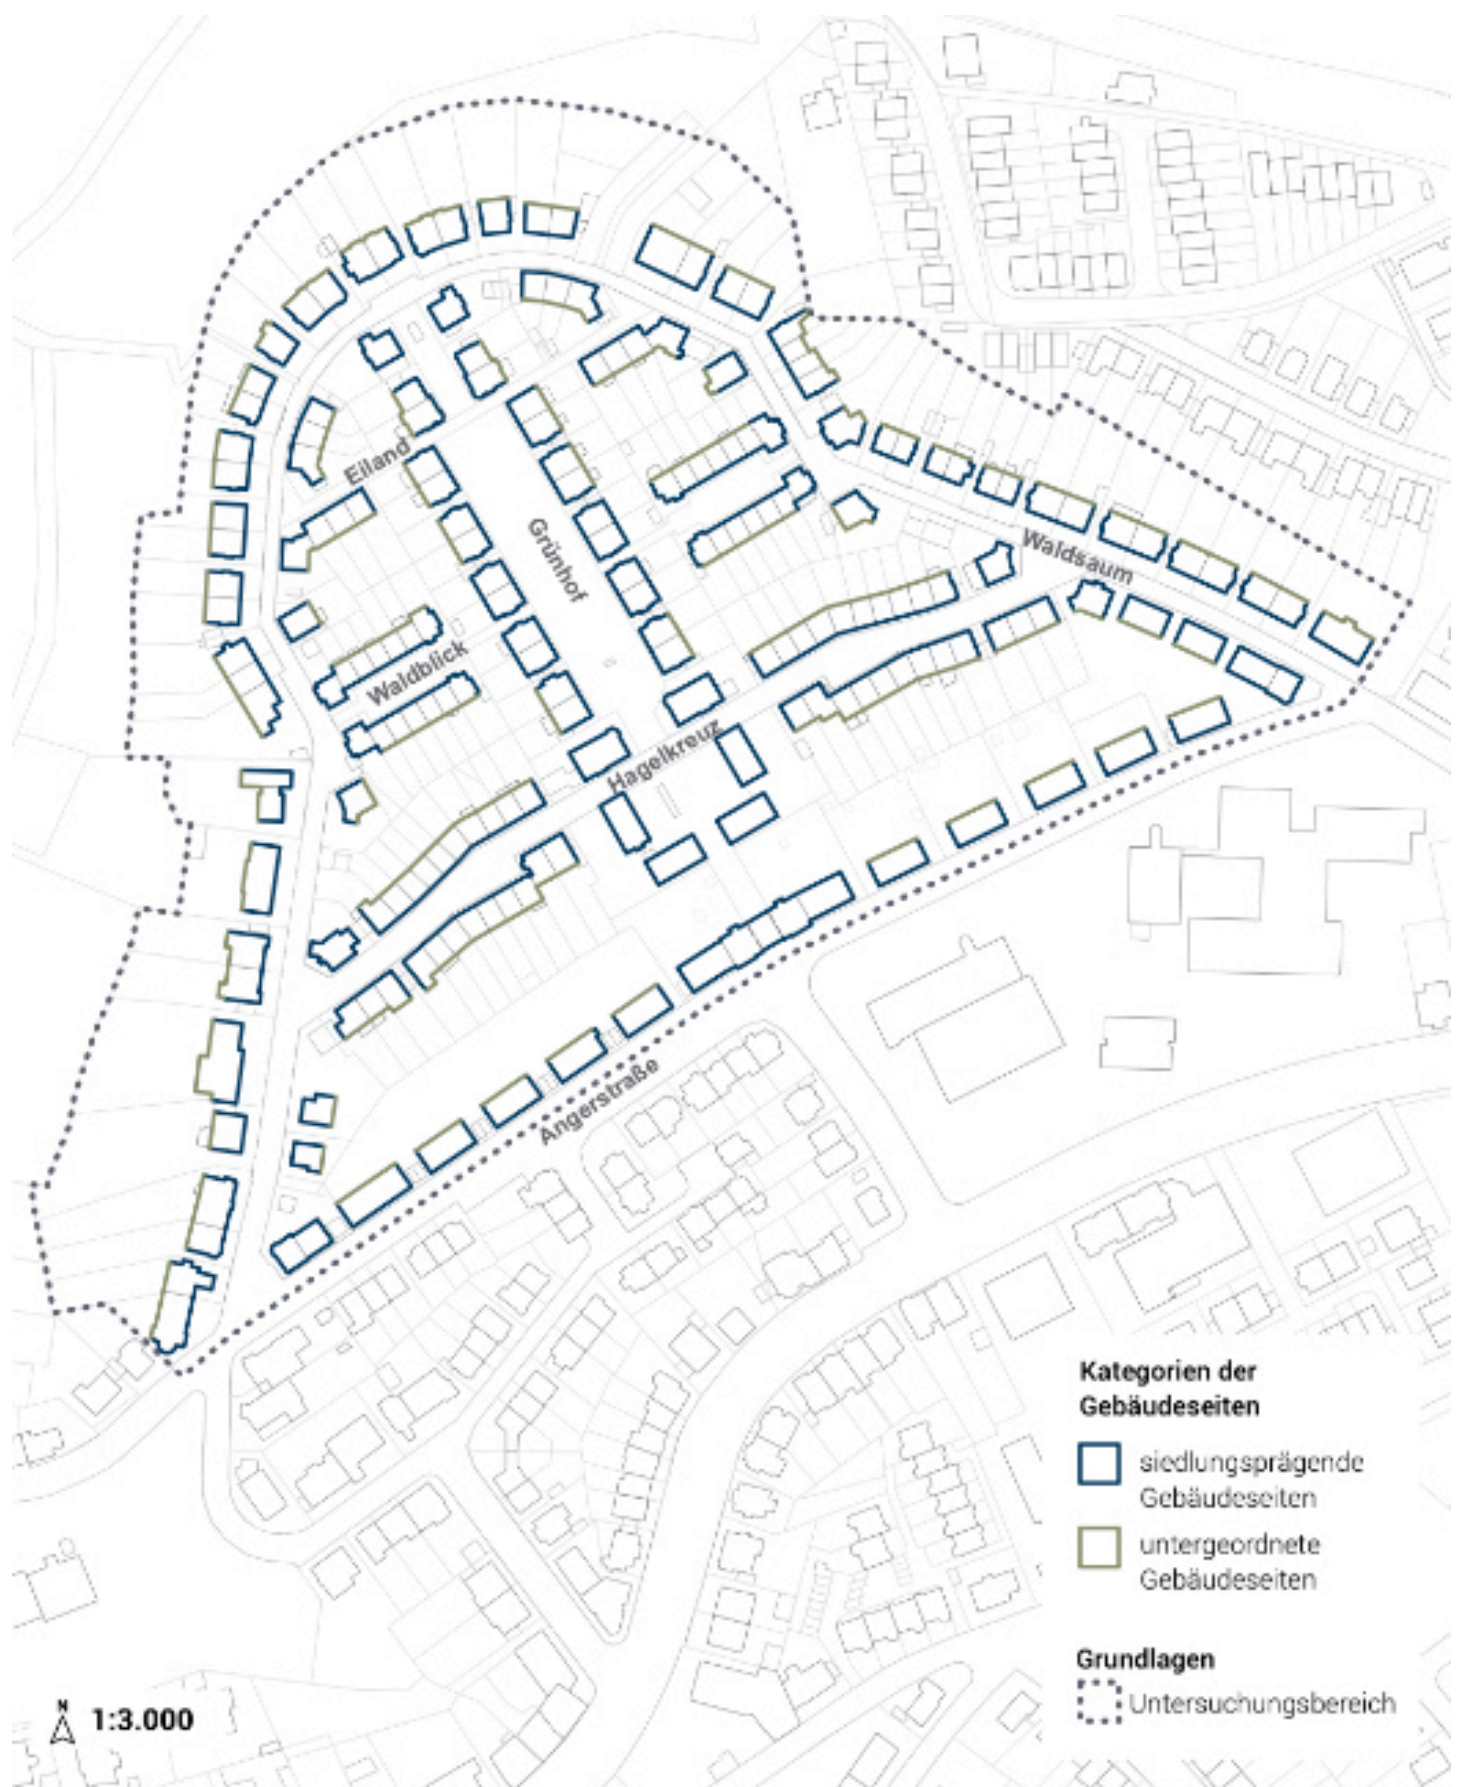 Eiland
Grünhof
Waldsaum
Waldblick
Hagelkreuz
Angerstraße
Kategorien der
Gebäudeseiten
siedlungsprägende
Gebäudeseiten
untergeordnete
Gebäudeseiten
Grundlagen
Untersuchungsbereich
N
1:3.000